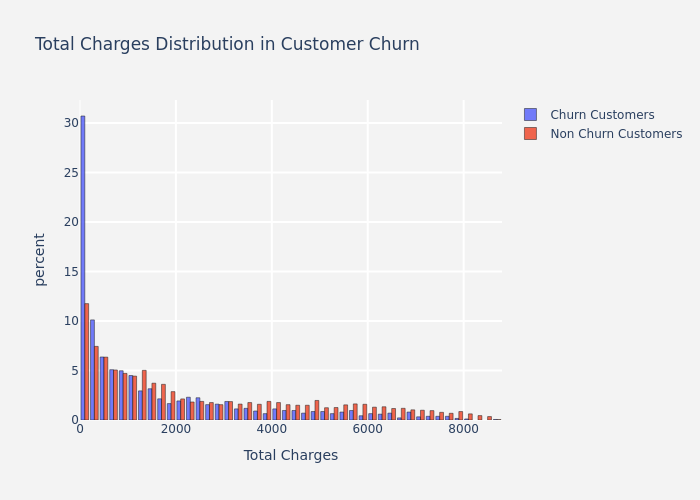 Total Charges Distribution in Customer Churn
Churn Customers
Non Churn Customers
30
25
20
15
10
5
0
percent
0 2000 4000 6000 8000
Total Charges